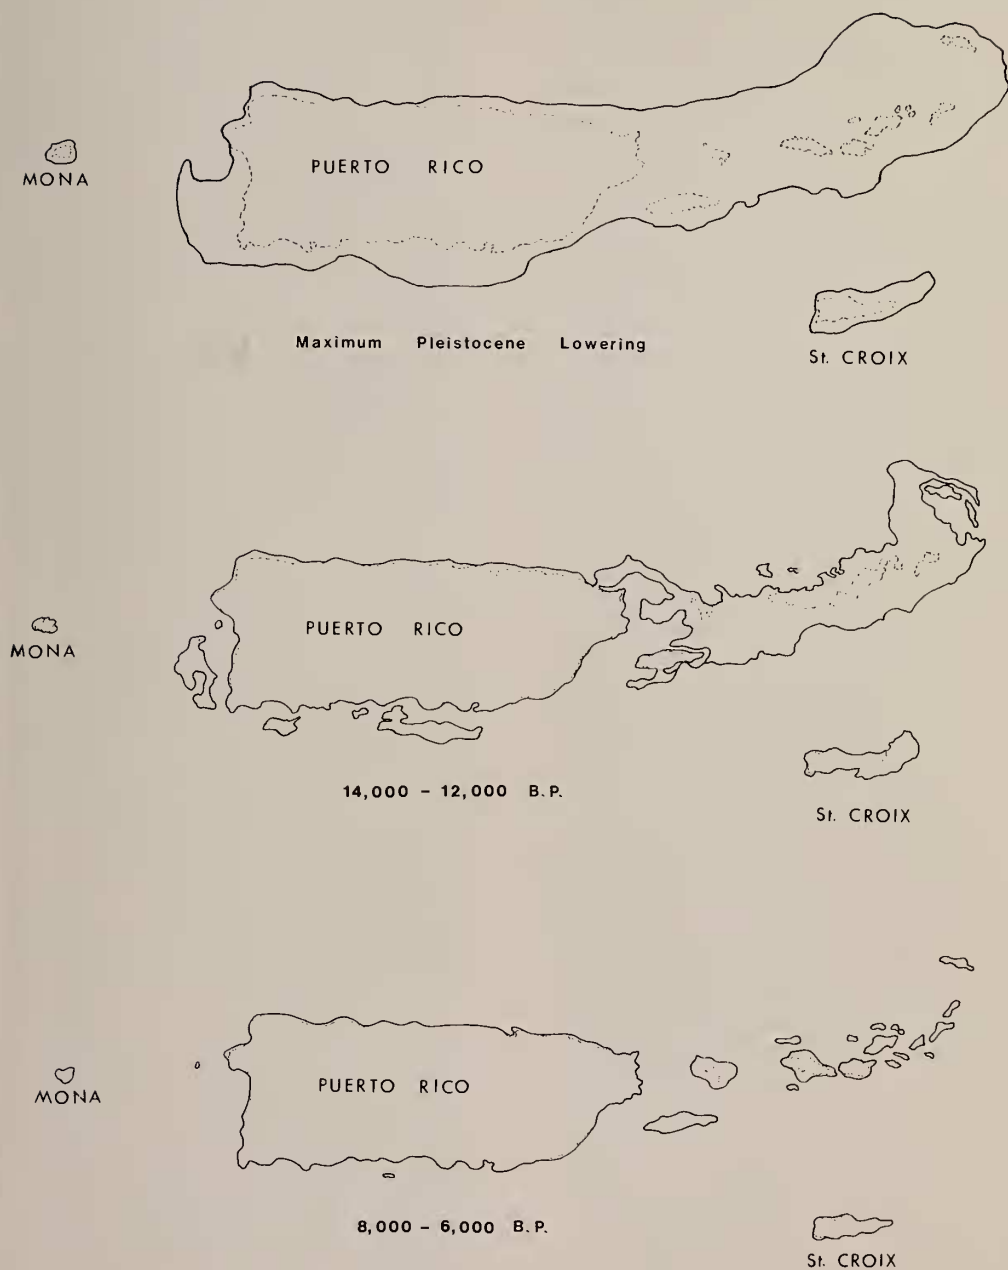 PUERTO RICO
MONA
Maximum Pleistocene Lowering
St. CROIX
PUERTO RICO
MONA
14,000 - 12,000 B.P.
St. CROIX
PUERTO RICO
MONA
8,000 - 6,000 B.P.
St. CROIX